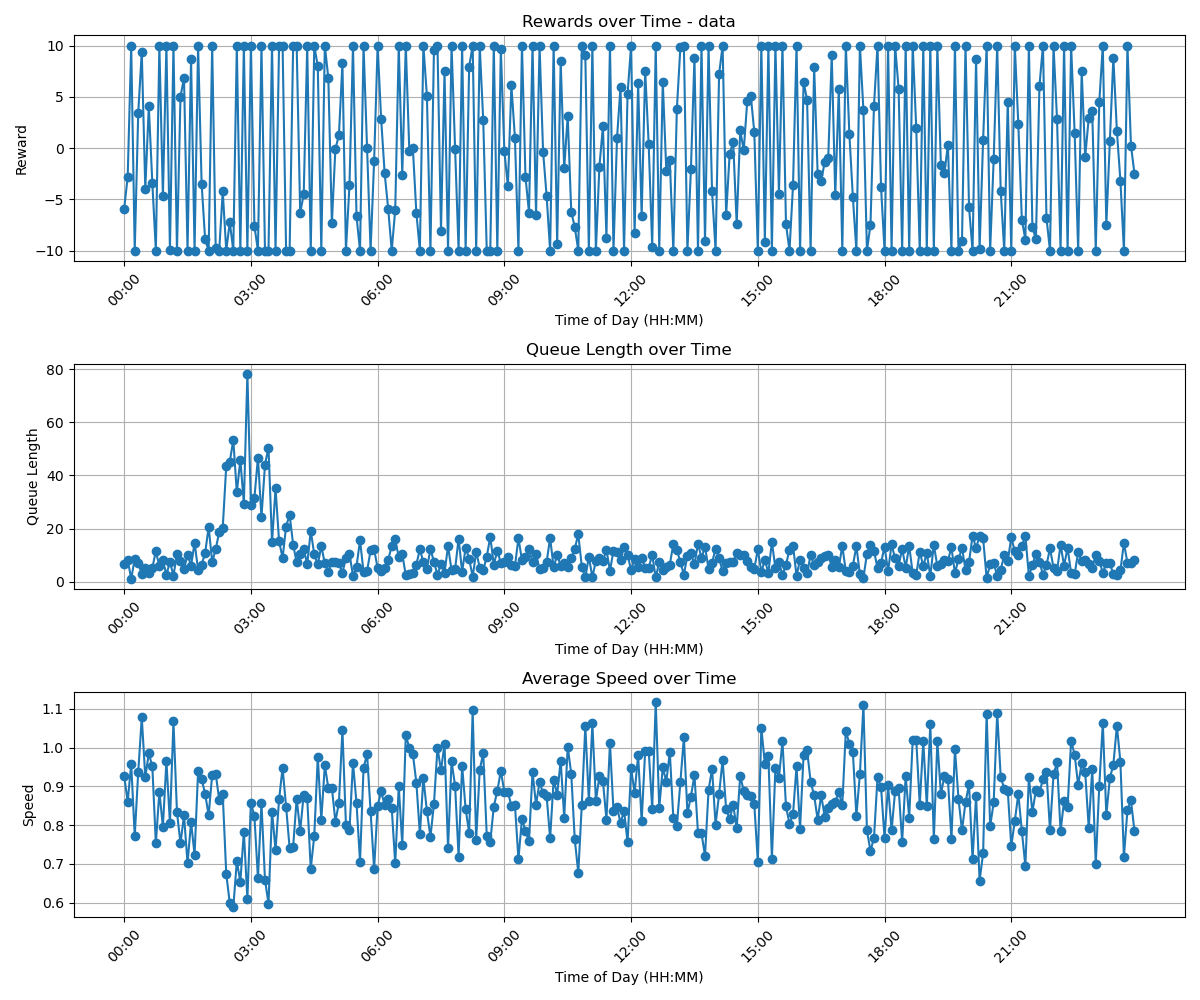 Rewards over Time - data
10
5
0
−5
−10
Reward
00:00 03:00 06:00 09:00 12:00 15:00 18:00 21:00
Time of Day (HH:MM)
Queue Length over Time
80
60
40
20
0
Queue Length
00:00 03:00 06:00 09:00 12:00 15:00 18:00 21:00
Time of Day (HH:MM)
Average Speed over Time
1.1
1.0
0.9
0.8
0.7
0.6
Speed
00:00 03:00 06:00 09:00 12:00 15:00 18:00 21:00
Time of Day (HH:MM)